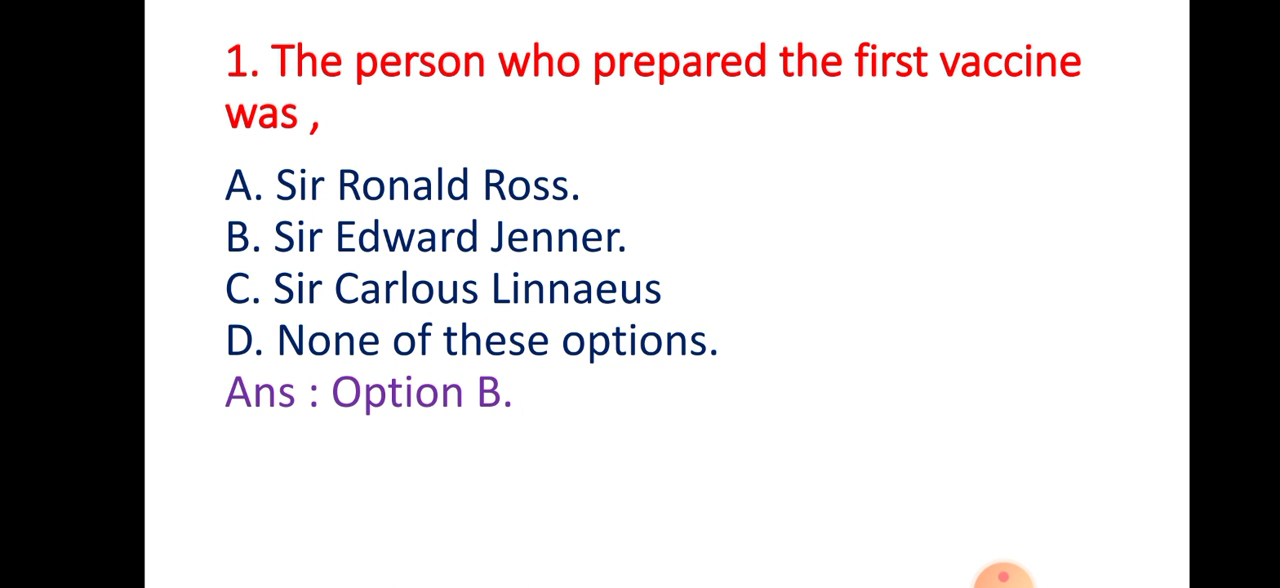 1. The person who prepared the first vaccine
was ,
A. Sir Ronald Ross.
B. Sir Edward Jenner.
C. Sir Carlous Linnaeus
D. None of these options.
Ans : Option B.